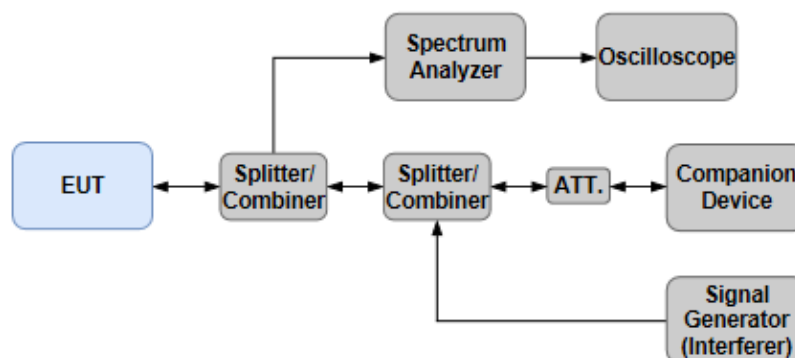 Spectrum
Analyzer
Oscilloscope
EUT
Splitter/
Combiner
Splitter/
Combiner
ATT.
Companion
Device
Signal
Generator
(Interferer)